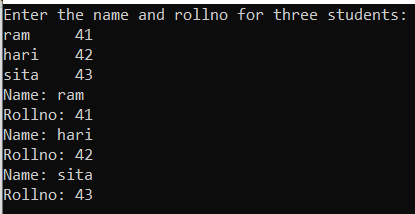 Enter the name and rollno for three students:
ram     41
hari    42
sita    43
Name: ram
Rollno: 41
Name: hari
Rollno: 42
Name: sita
Rollno: 43